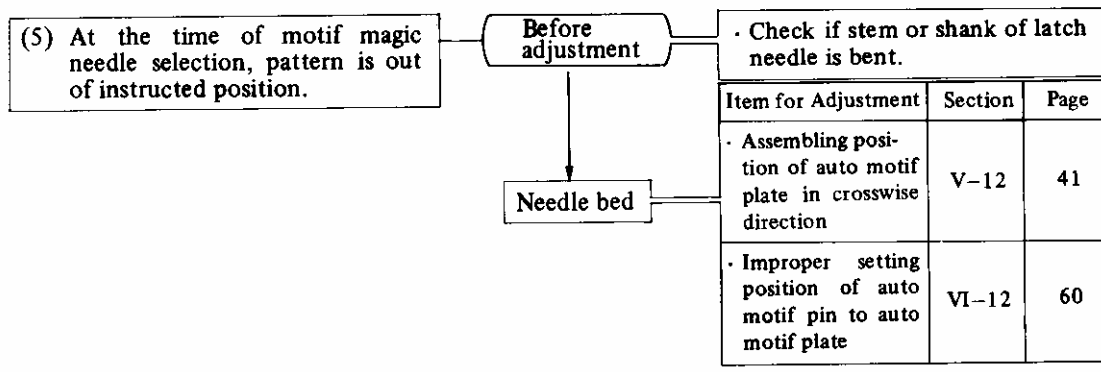 (5) At the time of motif magic
needle selection, pattern is out
of instructed position.
Before
adjustment
· Check if stem or shank of latch
needle is bent.
Needle bed
Item for Adjustment Section Page
· Assembling posi-
tion of auto motif
plate in crosswise
direction
V-12 41
· Improper setting
position of auto
motif pin to auto
motif plate
VI-12 60